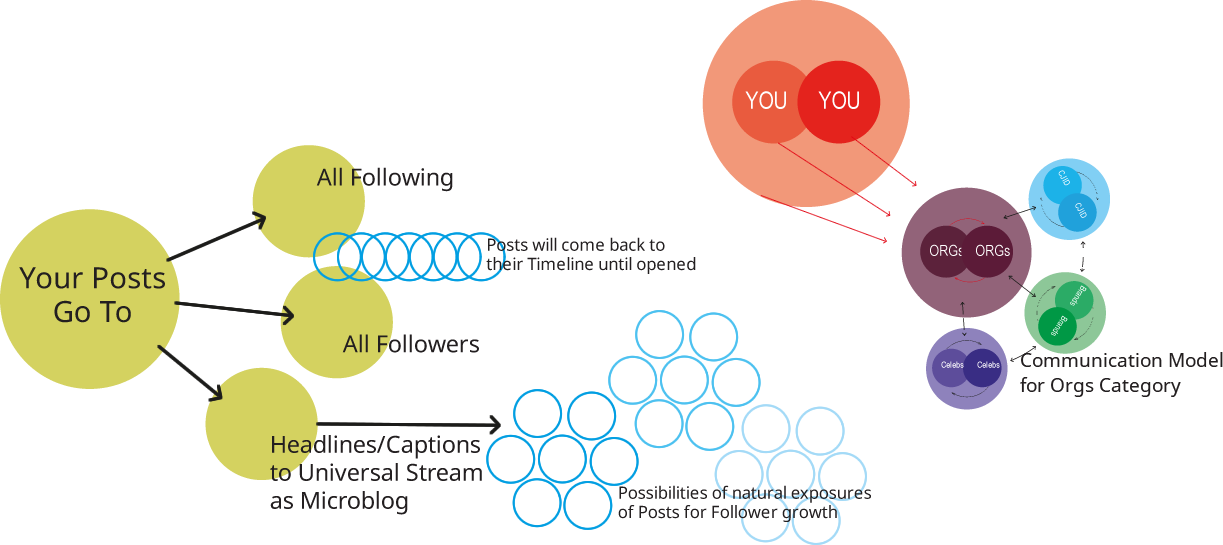 YOU YOU
All Following
CJID
CJID
Posts will come back to
their Timeline until opened
ORGs ORGs
Your Posts
Go To
Brands
Brands
All Followers
Celebs Celebs
Communication Model
for Orgs Category
Headlines/Captions
to Universal Stream
as Microblog
Possibilities of natural exposures
of Posts for Follower growth